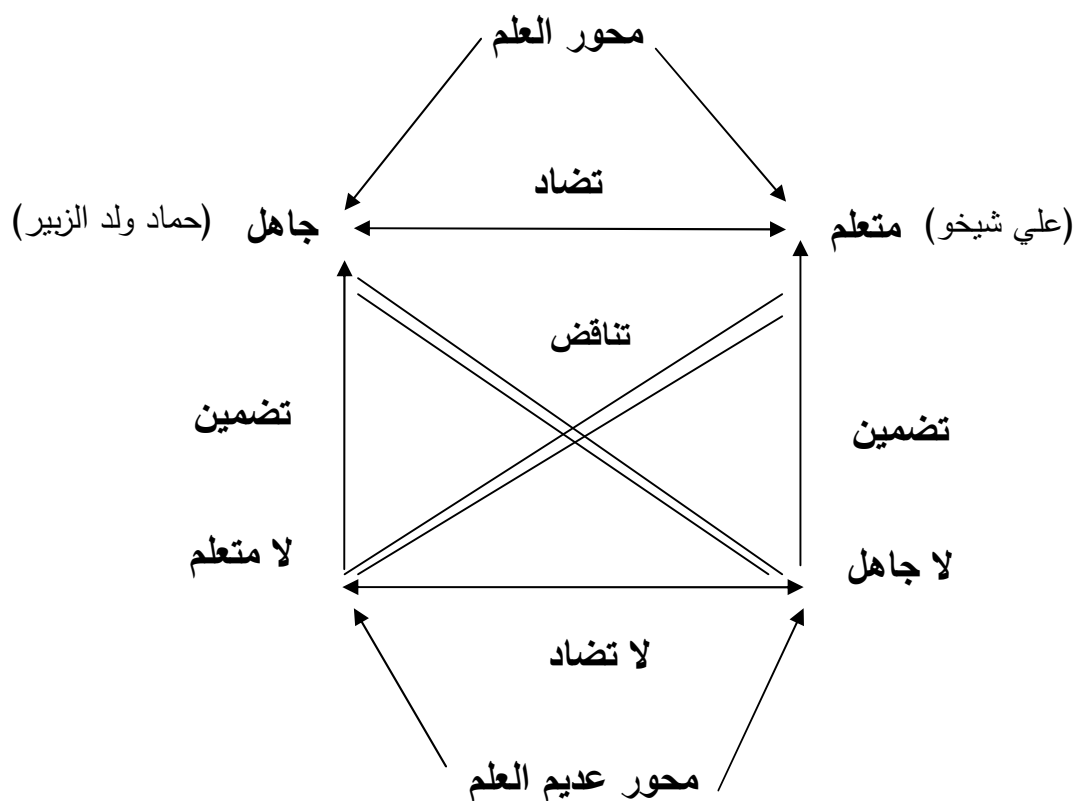 محور العلم
تضاد
(علي شيخو) متعلم
جاهل (حماد ولد الزبير)
تناقض
تضمين
تضمين
لا جاهل
لا متعلم
لا تضاد
محور عديم العلم